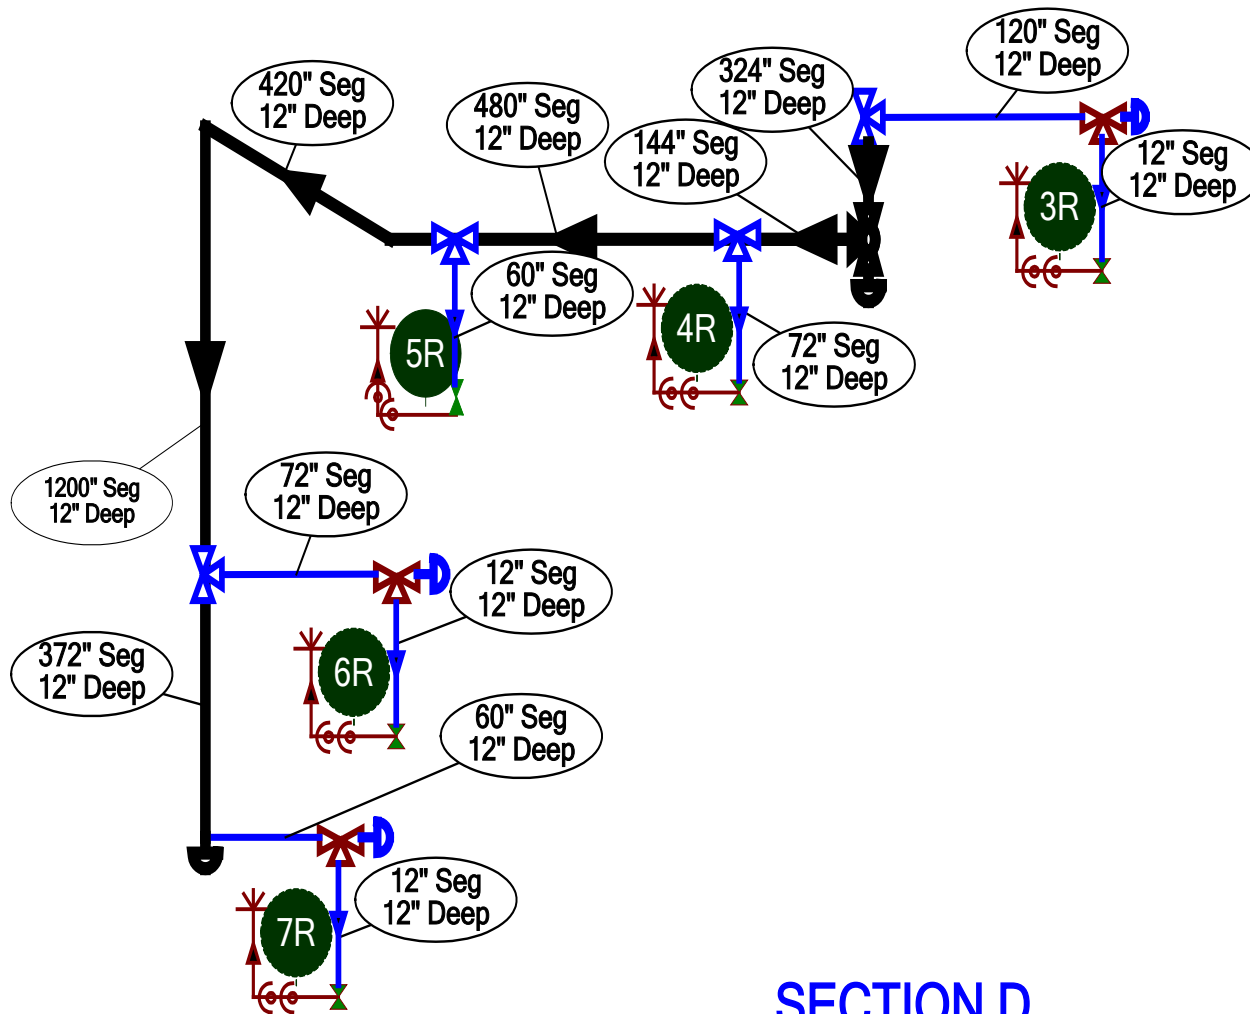 120" Seg
12" Deep
324" Seg
12" Deep
420" Seg
12" Deep
480" Seg
12" Deep
144" Seg
12" Deep
12" Seg
12" Deep
3R
60" Seg
12" Deep
4R
5R
72" Seg
12" Deep
1200" Seg
12" Deep
72" Seg
12" Deep
12" Seg
12" Deep
372" Seg
12" Deep
6R
60" Seg
12" Deep
12" Seg
12" Deep
7R
SECTION D